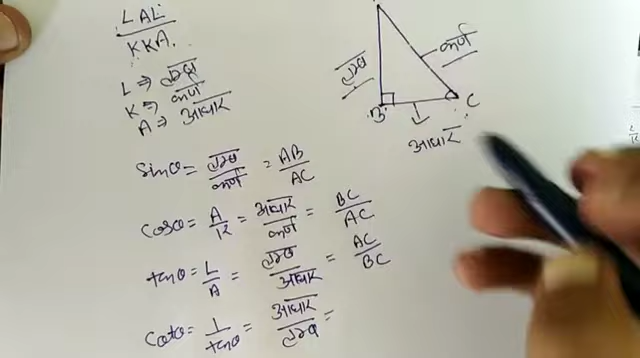 LAL
KKA.
L ⇒ लम्ब
K ⇒ कर्ण
A ⇒ आधार
लम्ब
कर्ण
B
C
आधार
sinθ = लम्ब/कर्ण = AB/AC
cosθ = A/K = आधार/कर्ण = BC/AC
tanθ = L/A = लम्ब/आधार = AC/BC
cotθ = 1/tanθ = आधार/लम्ब =